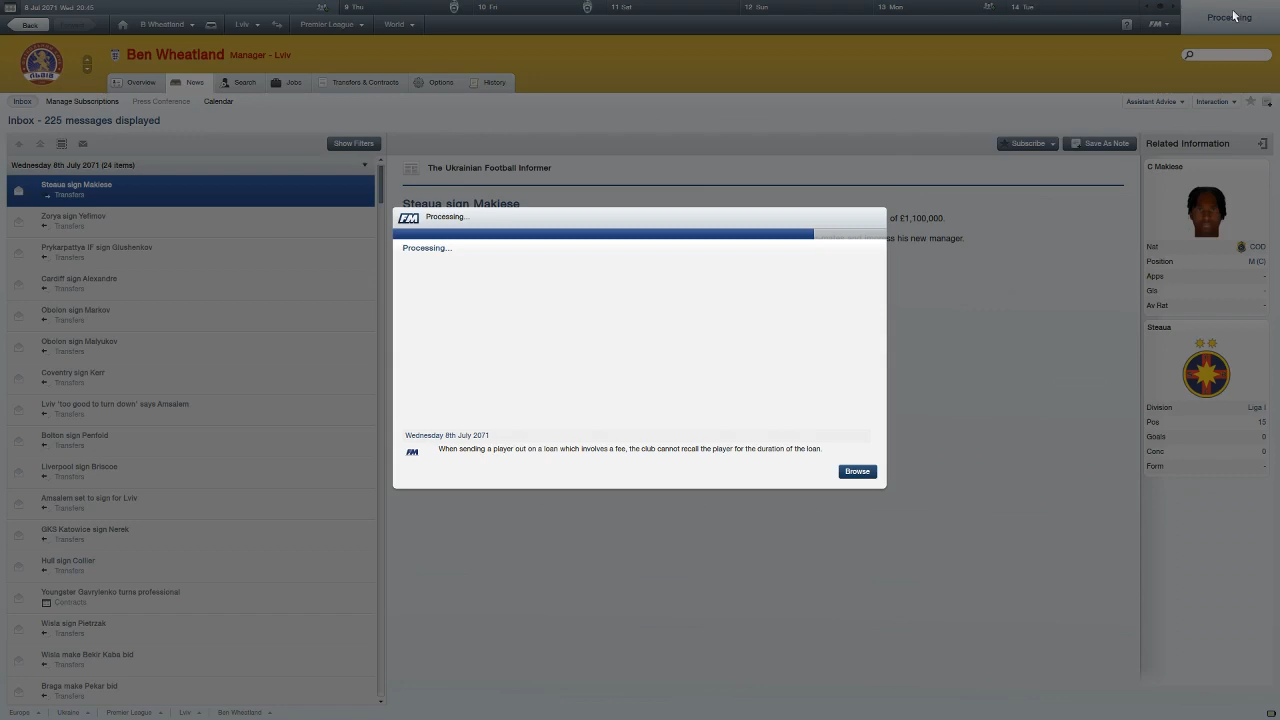 8 Jul 2071 Wed 20:45
9 Thu
10 Fri
11 Sat
12 Sun
13 Mon
14 Tue
Processing
Back
B Wheatland
Lviv
Premier League
World
?
FM
Ben Wheatland
Manager - Lviv
Overview
News
Search
Jobs
Transfers & Contracts
Options
History
Inbox
Manage Subscriptions
Press Conference
Calendar
Assistant Advice
Interaction
Inbox - 225 messages displayed
Show Filters
Subscribe
Save As Note
Related Information
Wednesday 8th July 2071 (24 items)
Steaua sign Makiese
Transfers
Zorya sign Yefimov
Transfers
Prykarpattya IF sign Glushenkov
Transfers
Cardiff sign Alexandre
Transfers
Obolon sign Markov
Transfers
Obolon sign Malyukov
Transfers
Coventry sign Kerr
Transfers
Lviv 'too good to turn down' says Amsalem
Transfers
Bolton sign Penfold
Transfers
Liverpool sign Briscoe
Transfers
Amsalem set to sign for Lviv
Transfers
GKS Katowice sign Nerek
Transfers
Hull sign Collier
Transfers
Youngster Gavrylenko turns professional
Contracts
Wisla sign Pietrzak
Transfers
Wisla make Bekir Kaba bid
Transfers
Braga make Pekar bid
Transfers
The Ukrainian Football Informer
Steaua sign Makiese
of £1,100,000.
his new manager.
FM
Processing...
Processing...
Wednesday 8th July 2071
FM
When sending a player out on a loan which involves a fee, the club cannot recall the player for the duration of the loan.
Browse
C Makiese
Nat COD
Position M (C)
Apps -
Gls -
Av Rat -
Steaua
Division Liga I
Pos 15
Goals 0
Conc 0
Form -
Europe
Ukraine
Premier League
Lviv
Ben Wheatland